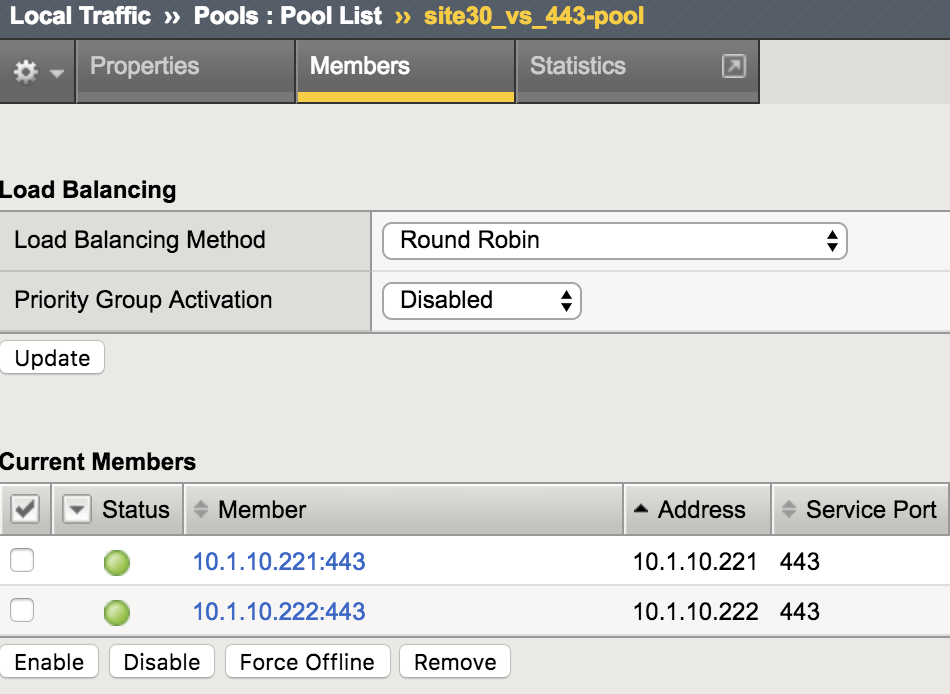 Local Traffic ›› Pools : Pool List ›› site30_vs_443-pool
Properties Members Statistics
Load Balancing
Load Balancing Method Round Robin
Priority Group Activation Disabled
Update
Current Members
Status Member Address Service Port
10.1.10.221:443 10.1.10.221 443
10.1.10.222:443 10.1.10.222 443
Enable Disable Force Offline Remove